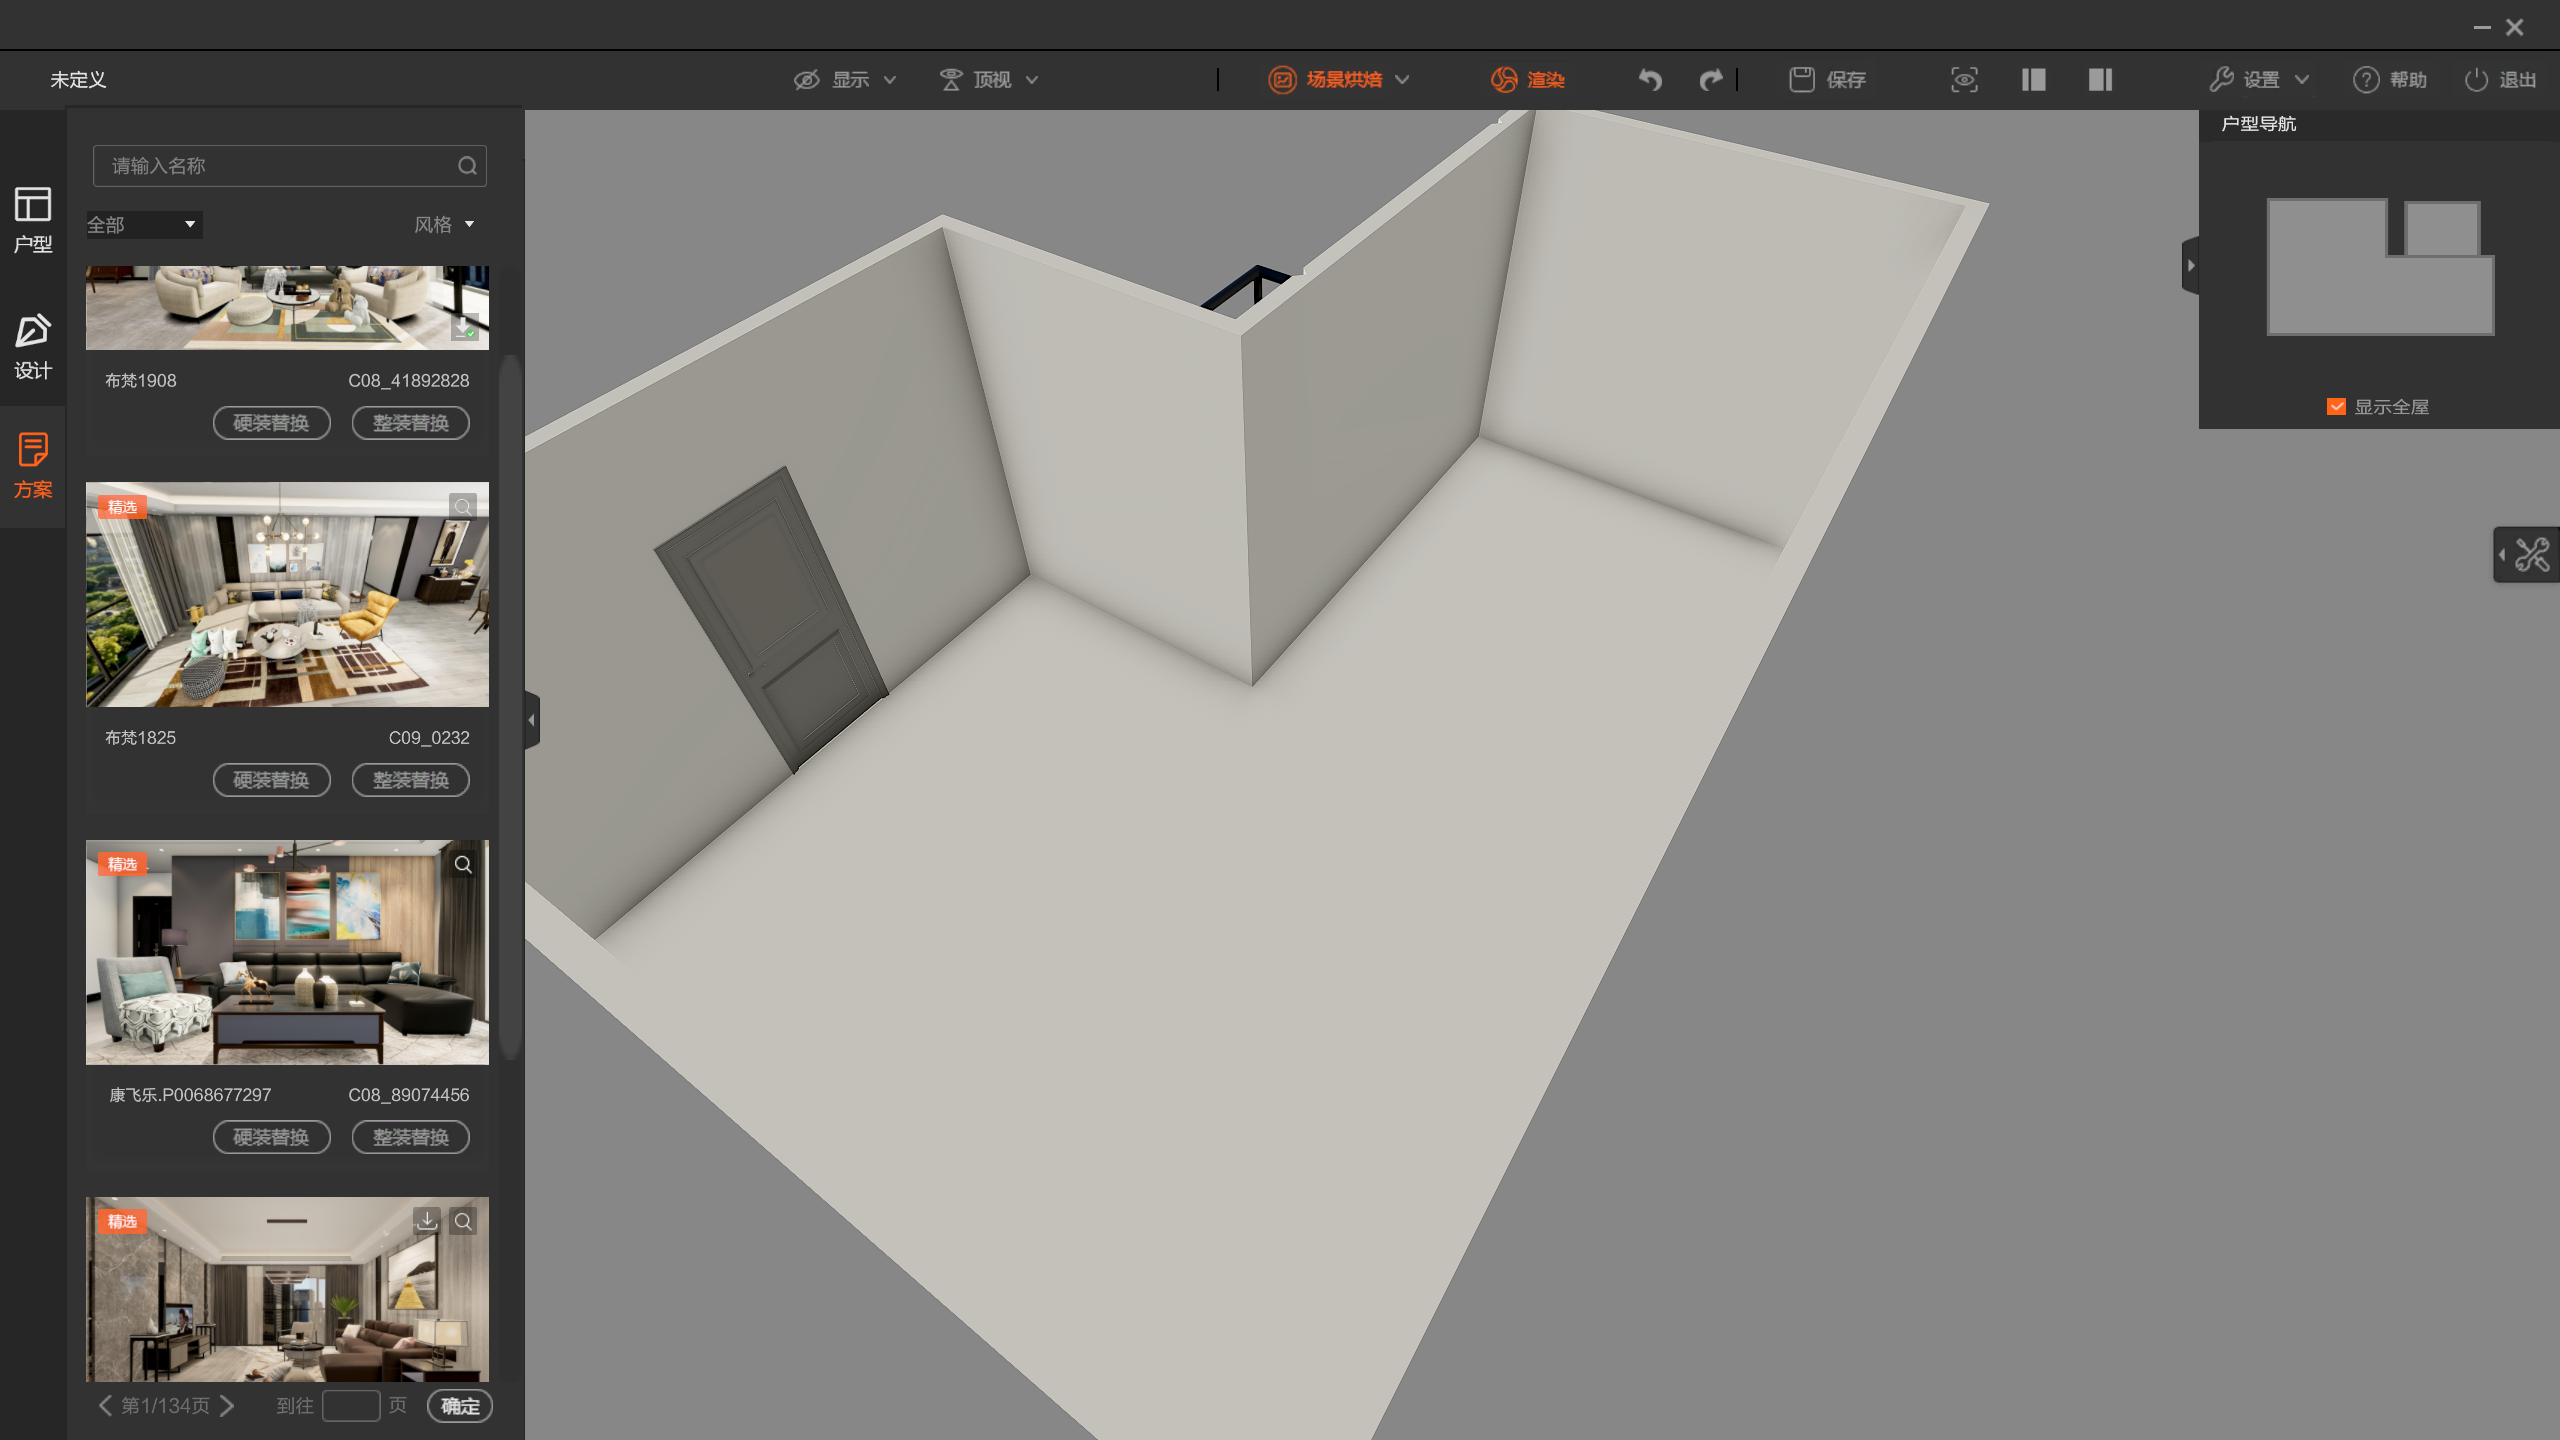 未定义
显示
顶视
场景烘焙
渲染
保存
设置
帮助
退出
户型导航
显示全屋
户型
设计
方案
请输入名称
全部
风格
布梵1908
C08_41892828
硬装替换
整装替换
精选
布梵1825
C09_0232
硬装替换
整装替换
精选
康飞乐.P0068677297
C08_89074456
硬装替换
整装替换
精选
第1/134页
到往
页
确定